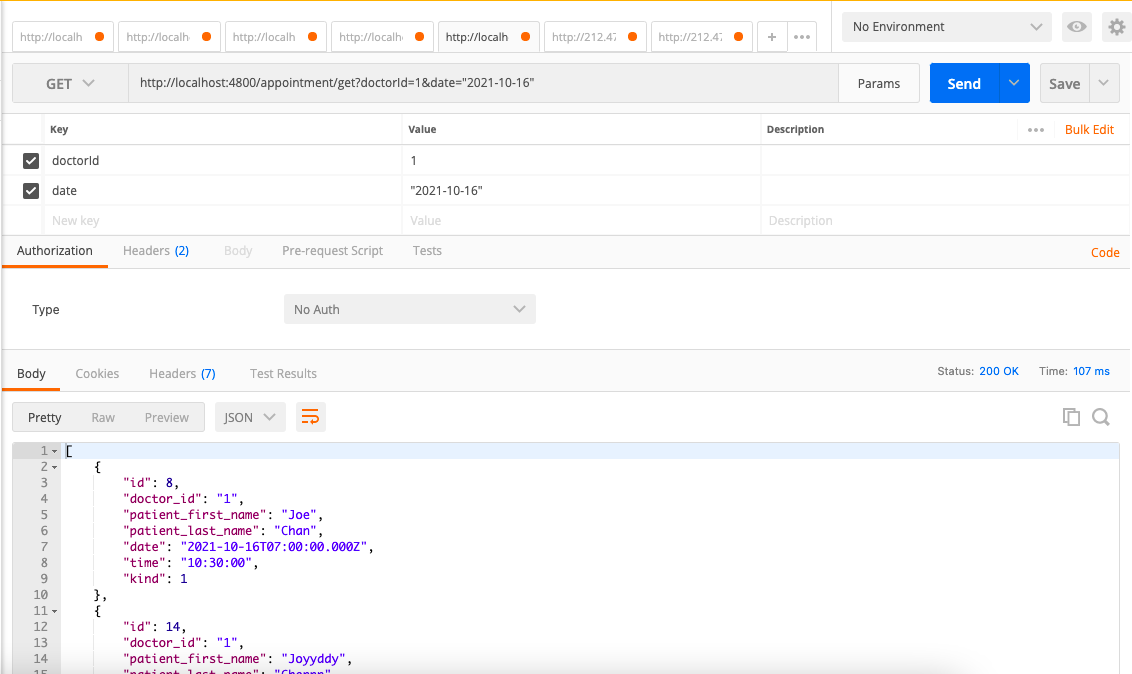 http://localh http://localh http://localh http://localh http://localh http://212.47 http://212.47 + ••• No Environment
GET http://localhost:4800/appointment/get?doctorId=1&date="2021-10-16" Params Send Save
Key Value Description ••• Bulk Edit
doctorId 1
date "2021-10-16"
New key Value Description
Authorization Headers (2) Body Pre-request Script Tests Code
Type No Auth
Body Cookies Headers (7) Test Results Status: 200 OK Time: 107 ms
Pretty Raw Preview JSON
1 [
2 {
3 "id": 8,
4 "doctor_id": "1",
5 "patient_first_name": "Joe",
6 "patient_last_name": "Chan",
7 "date": "2021-10-16T07:00:00.000Z",
8 "time": "10:30:00",
9 "kind": 1
10 },
11 {
12 "id": 14,
13 "doctor_id": "1",
14 "patient_first_name": "Joyyddy",
15 "patient_last_name":